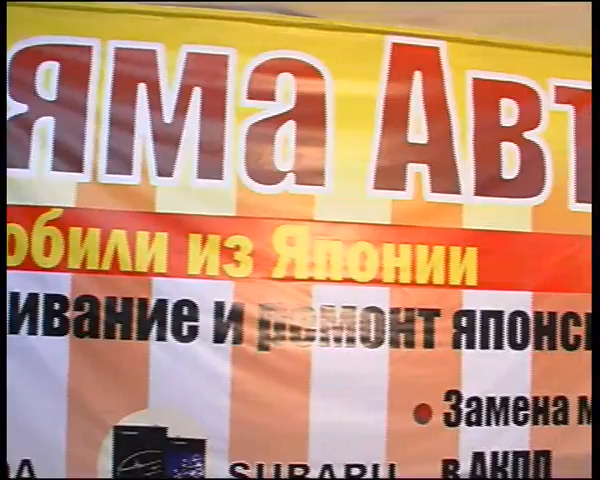 яма Авт
обили из Японии
ивание и ремонт японс
• Замена м
SUBARU
в АКПП